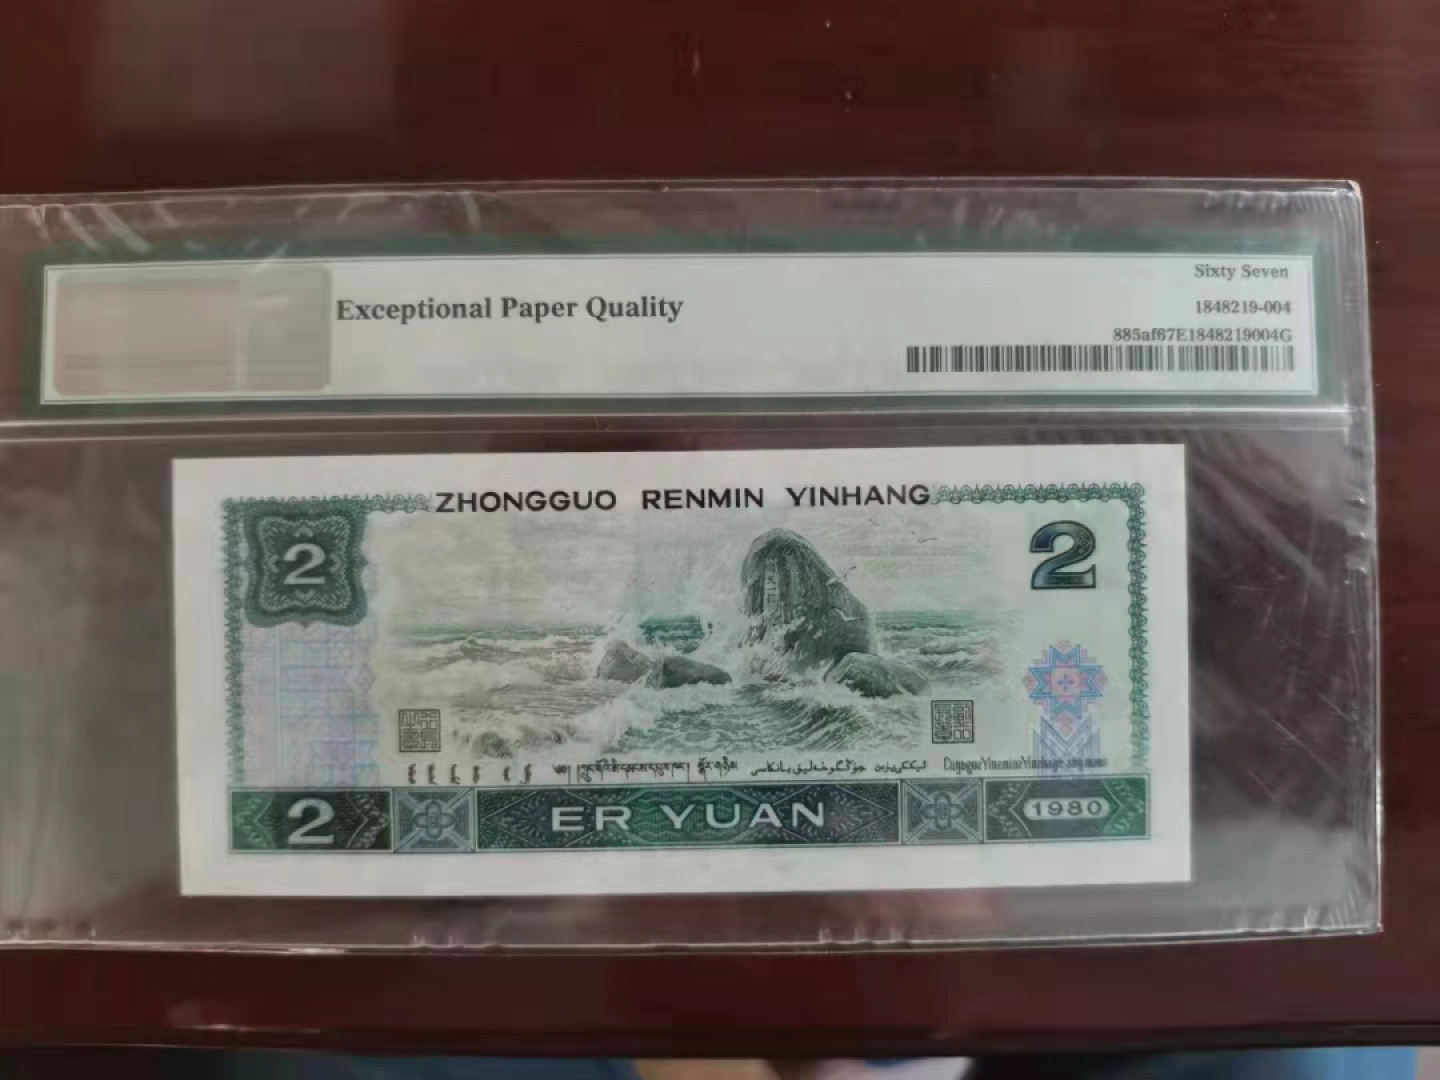 Sixty Seven
Exceptional Paper Quality
1848219-004
885af67E1848219004G
ZHONGGUO RENMIN YINHANG
2
2
2
ER YUAN
1980